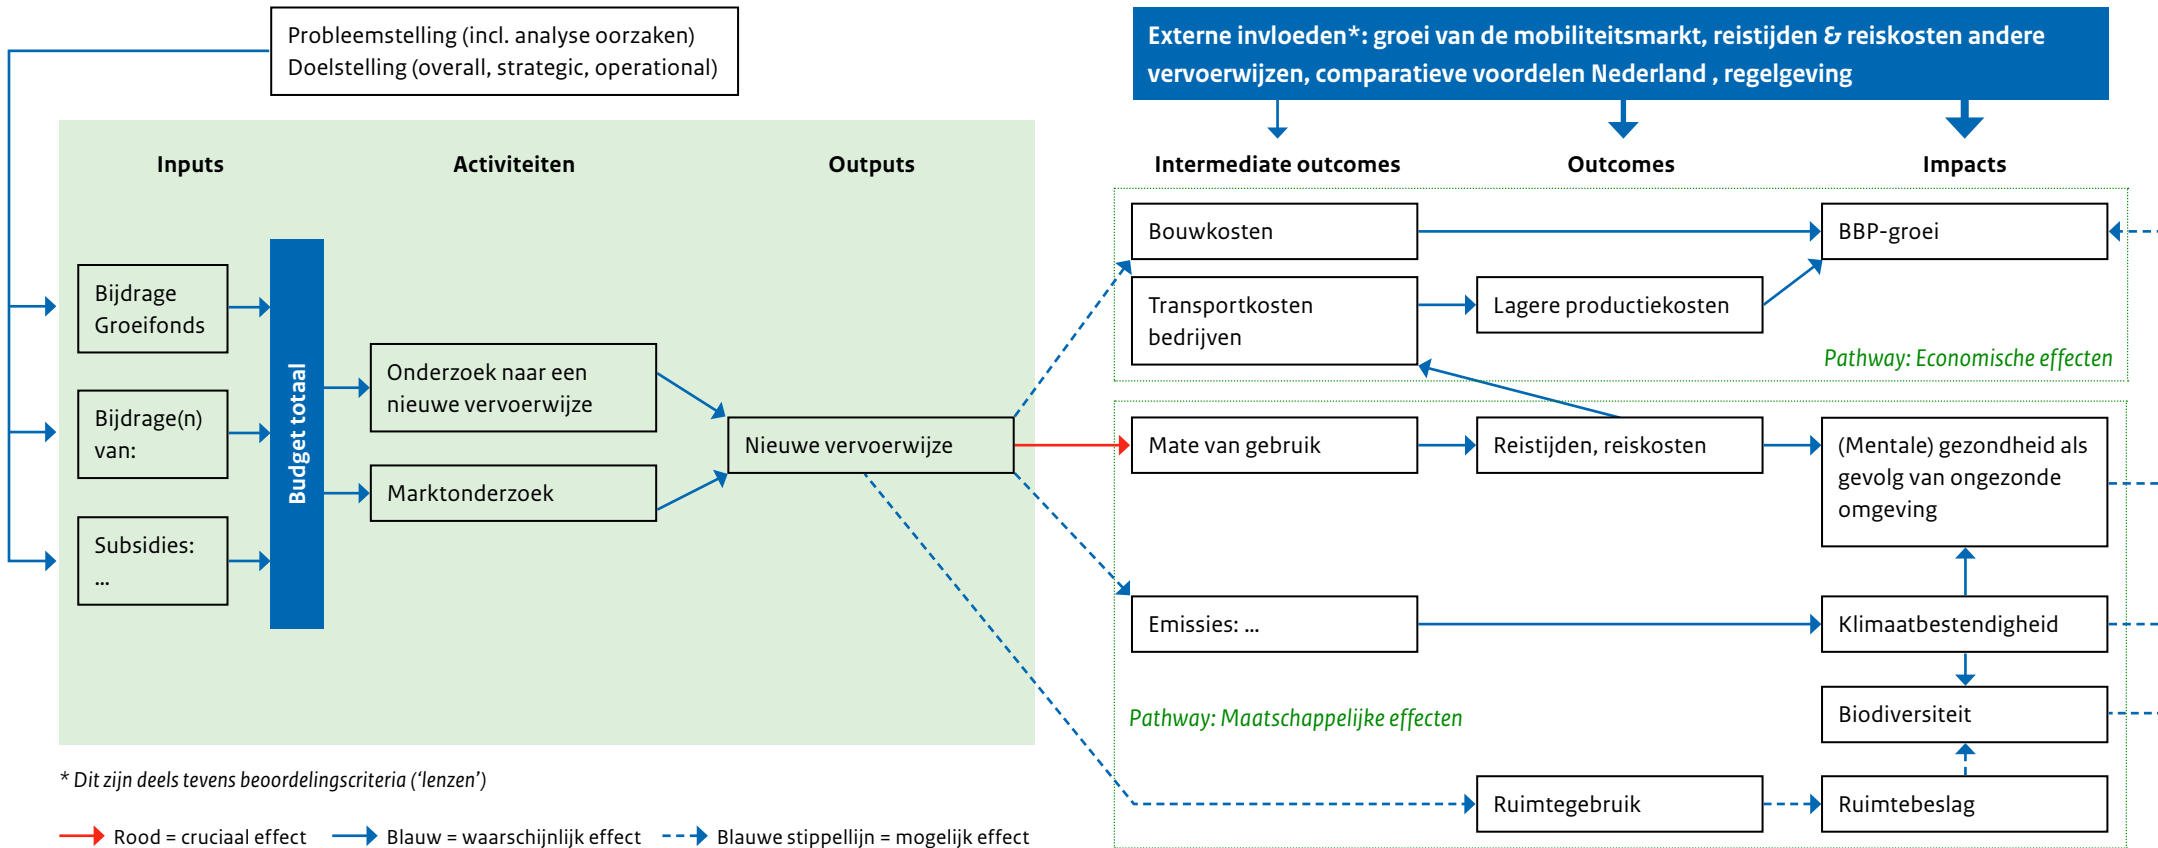 Probleemstelling (incl. analyse oorzaken)
Doelstelling (overall, strategic, operational)
Externe invloeden*: groei van de mobiliteitsmarkt, reistijden & reiskosten andere
vervoerwijzen, comparatieve voordelen Nederland , regelgeving
Inputs
Activiteiten
Outputs
Intermediate outcomes
Outcomes
Impacts
Bijdrage
Groeifonds
Bijdrage(n)
van:
Subsidies:
...
Budget totaal
Onderzoek naar een
nieuwe vervoerwijze
Marktonderzoek
Nieuwe vervoerwijze
Bouwkosten
BBP-groei
Transportkosten
bedrijven
Lagere productiekosten
Pathway: Economische effecten
Mate van gebruik
Reistijden, reiskosten
(Mentale) gezondheid als
gevolg van ongezonde
omgeving
Emissies: ...
Klimaatbestendigheid
Pathway: Maatschappelijke effecten
Biodiversiteit
Ruimtegebruik
Ruimtebeslag
* Dit zijn deels tevens beoordelingscriteria (‘lenzen’)
Rood = cruciaal effect
Blauw = waarschijnlijk effect
Blauwe stippellijn = mogelijk effect